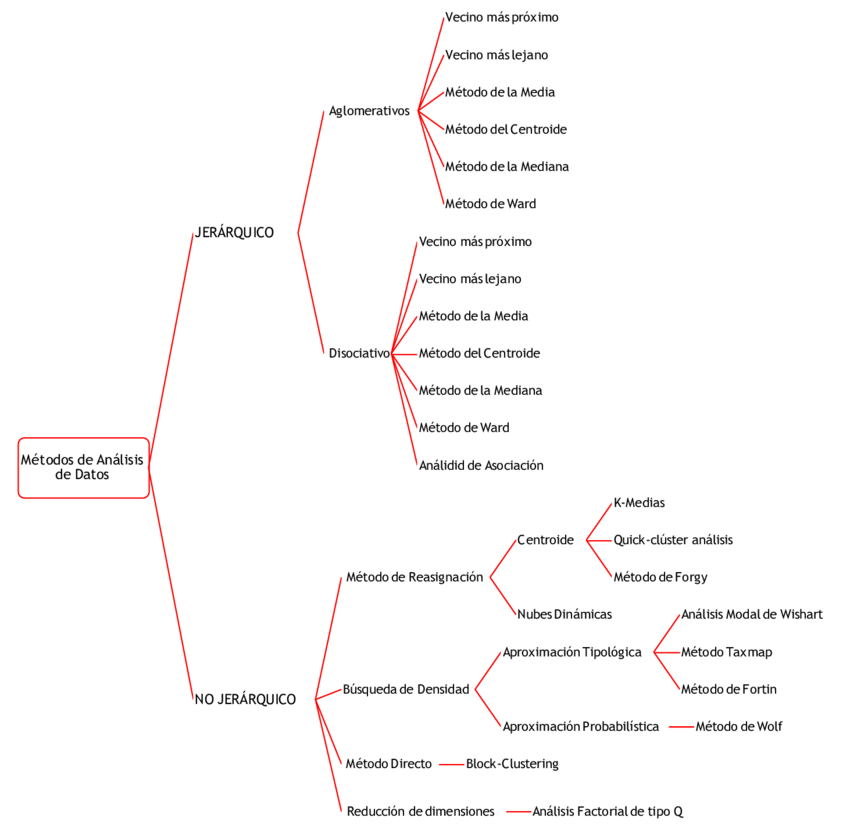 Métodos de Análisis
de Datos
JERÁRQUICO
Aglomerativos
Vecino más próximo
Vecino más lejano
Método de la Media
Método del Centroide
Método de la Mediana
Método de Ward
Disociativo
Vecino más próximo
Vecino más lejano
Método de la Media
Método del Centroide
Método de la Mediana
Método de Ward
Análidid de Asociación
NO JERÁRQUICO
Método de Reasignación
Centroide
K-Medias
Quick-clúster análisis
Método de Forgy
Nubes Dinámicas
Búsqueda de Densidad
Aproximación Tipológica
Análisis Modal de Wishart
Método Taxmap
Método de Fortin
Aproximación Probabilística
Método de Wolf
Método Directo
Block-Clustering
Reducción de dimensiones
Análisis Factorial de tipo Q